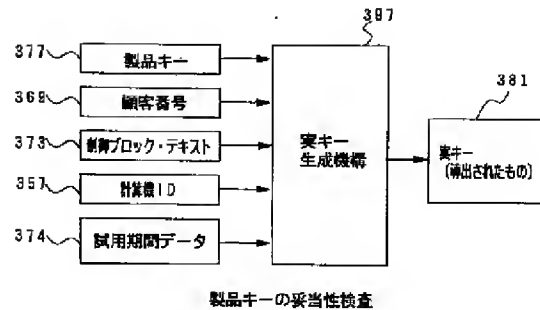 397
377
製品キー
369
顧客番号
381
373
制御ブロック・テキスト
実キー
生成機構
実キー
(導出されたもの)
357
計算機ID
374
試用期間データ
製品キーの妥当性検査